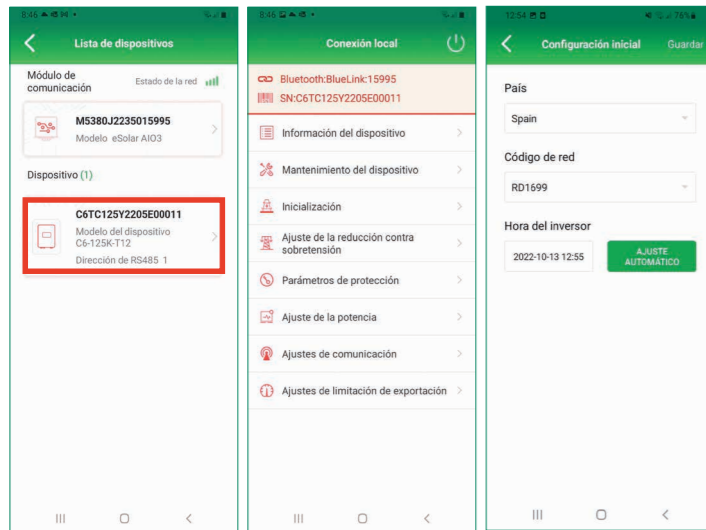 8:46
94
Lista de dispositivos
Módulo de
comunicación
Estado de la red
M5380J2235015995
Modelo eSolar AIO3
Dispositivo (1)
C6TC125Y2205E00011
Modelo del dispositivo
C6-125K-T12
Dirección de RS485 1
8:46
Conexión local
Bluetooth:BlueLink:15995
SN:C6TC125Y2205E00011
Información del dispositivo
Mantenimiento del dispositivo
Inicialización
Ajuste de la reducción contra
sobretensión
Parámetros de protección
Ajuste de la potencia
Ajustes de comunicación
Ajustes de limitación de exportación
12:54
76%
Configuración inicial
Guardar
País
Spain
Código de red
RD1699
Hora del inversor
2022-10-13 12:55
AJUSTE
AUTOMÁTICO